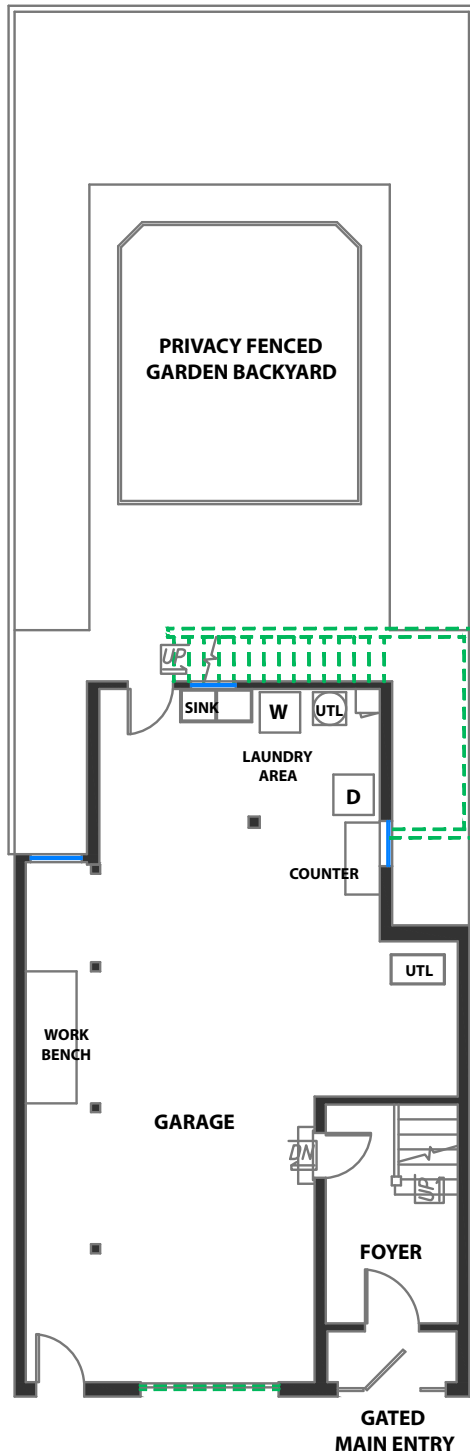 PRIVACY FENCED
GARDEN BACKYARD
UP
SINK
W
UTL
LAUNDRY
AREA
D
COUNTER
UTL
WORK
BENCH
GARAGE
DN
UP
FOYER
GATED
MAIN ENTRY